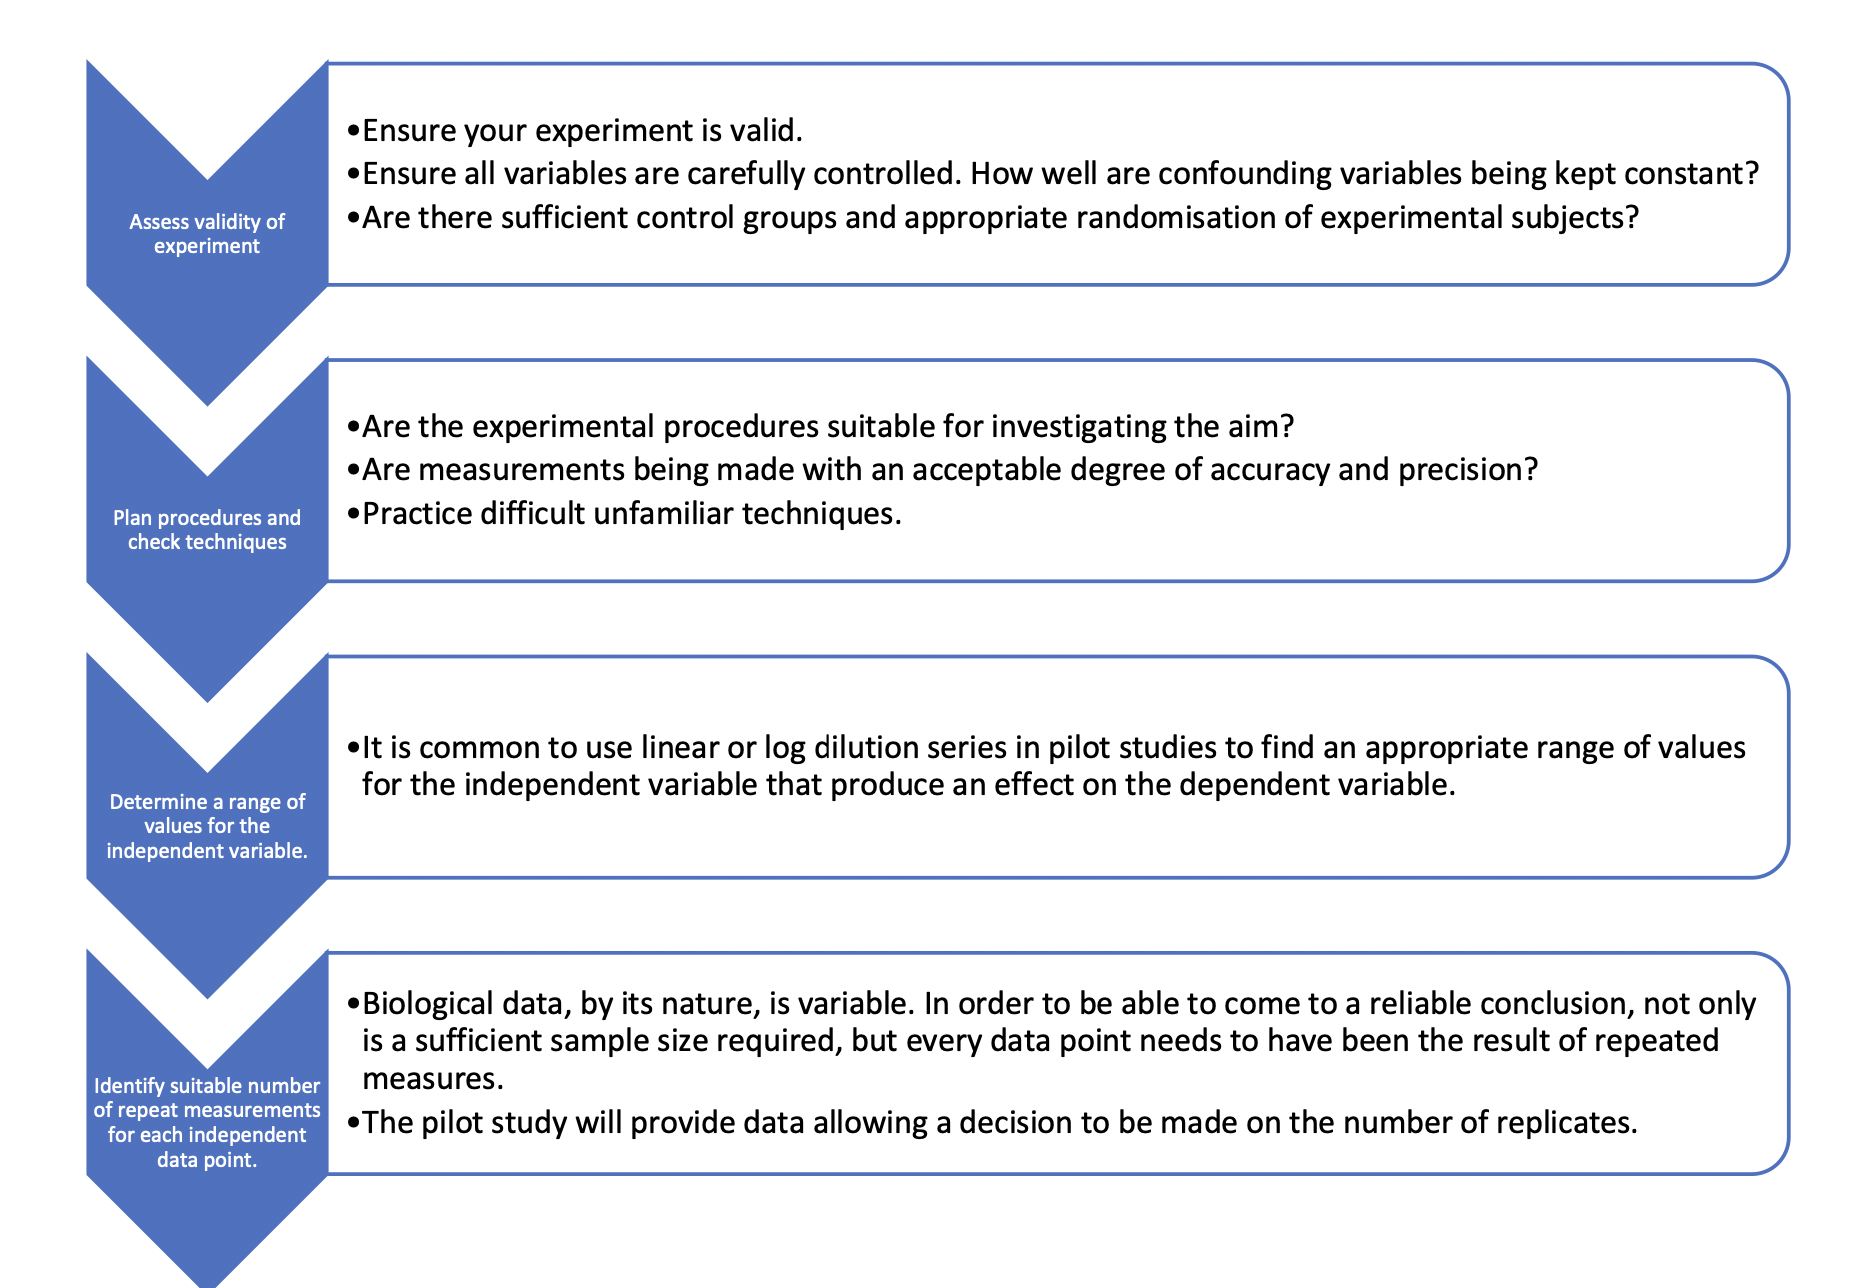 Assess validity of
experiment
•Ensure your experiment is valid.
•Ensure all variables are carefully controlled. How well are confounding variables being kept constant?
•Are there sufficient control groups and appropriate randomisation of experimental subjects?
Plan procedures and
check techniques
•Are the experimental procedures suitable for investigating the aim?
•Are measurements being made with an acceptable degree of accuracy and precision?
•Practice difficult unfamiliar techniques.
Determine a range of
values for the
independent variable.
•It is common to use linear or log dilution series in pilot studies to find an appropriate range of values
for the independent variable that produce an effect on the dependent variable.
Identify suitable number
of repeat measurements
for each independent
data point.
•Biological data, by its nature, is variable. In order to be able to come to a reliable conclusion, not only
is a sufficient sample size required, but every data point needs to have been the result of repeated
measures.
•The pilot study will provide data allowing a decision to be made on the number of replicates.